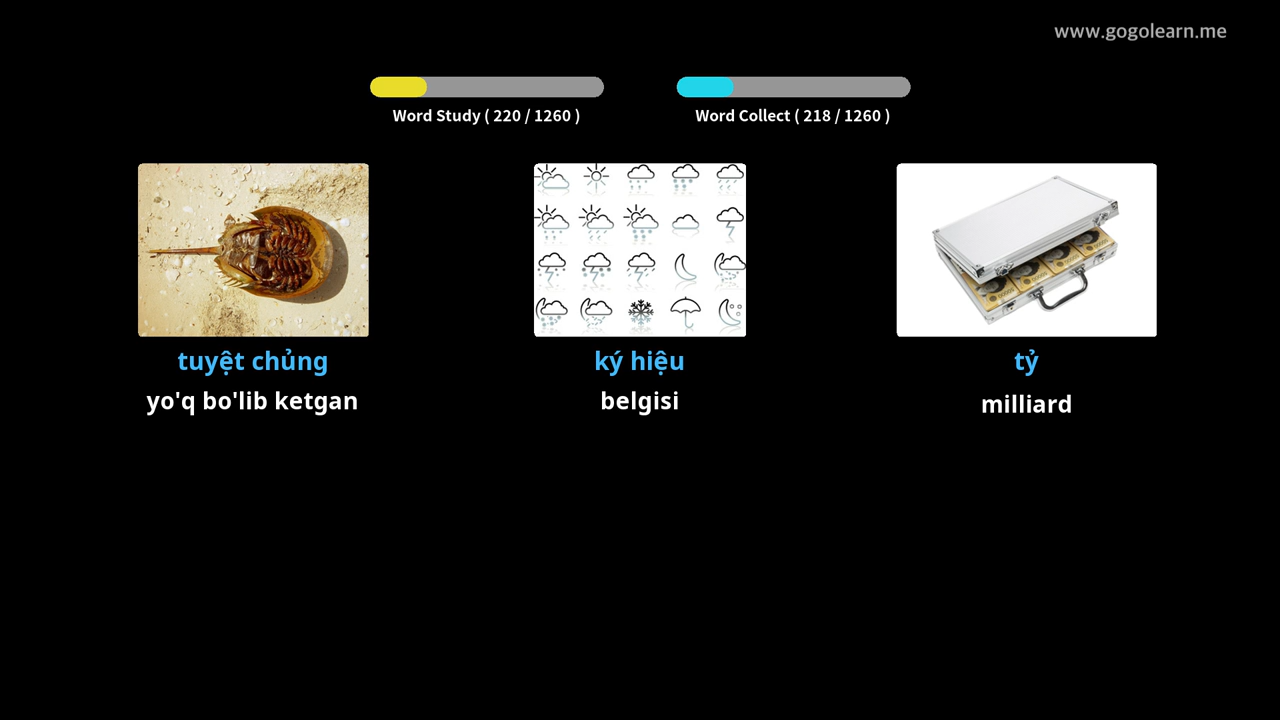 www.gogolearn.me
Word Study ( 220 / 1260 )
Word Collect ( 218 / 1260 )
tuyệt chủng
yo'q bo'lib ketgan
ký hiệu
belgisi
tỷ
milliard